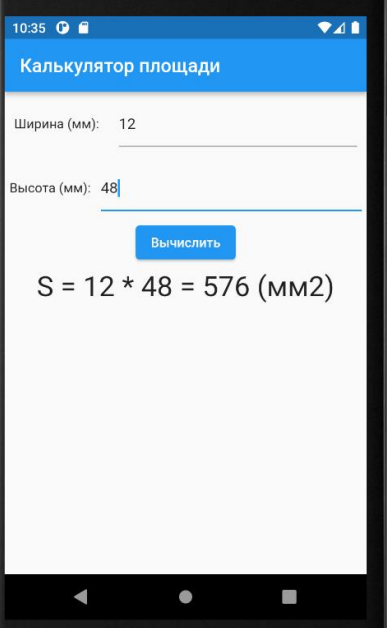 10:35
Калькулятор площади
Ширина (мм): 12
Высота (мм): 48
Вычислить
S = 12 * 48 = 576 (мм2)